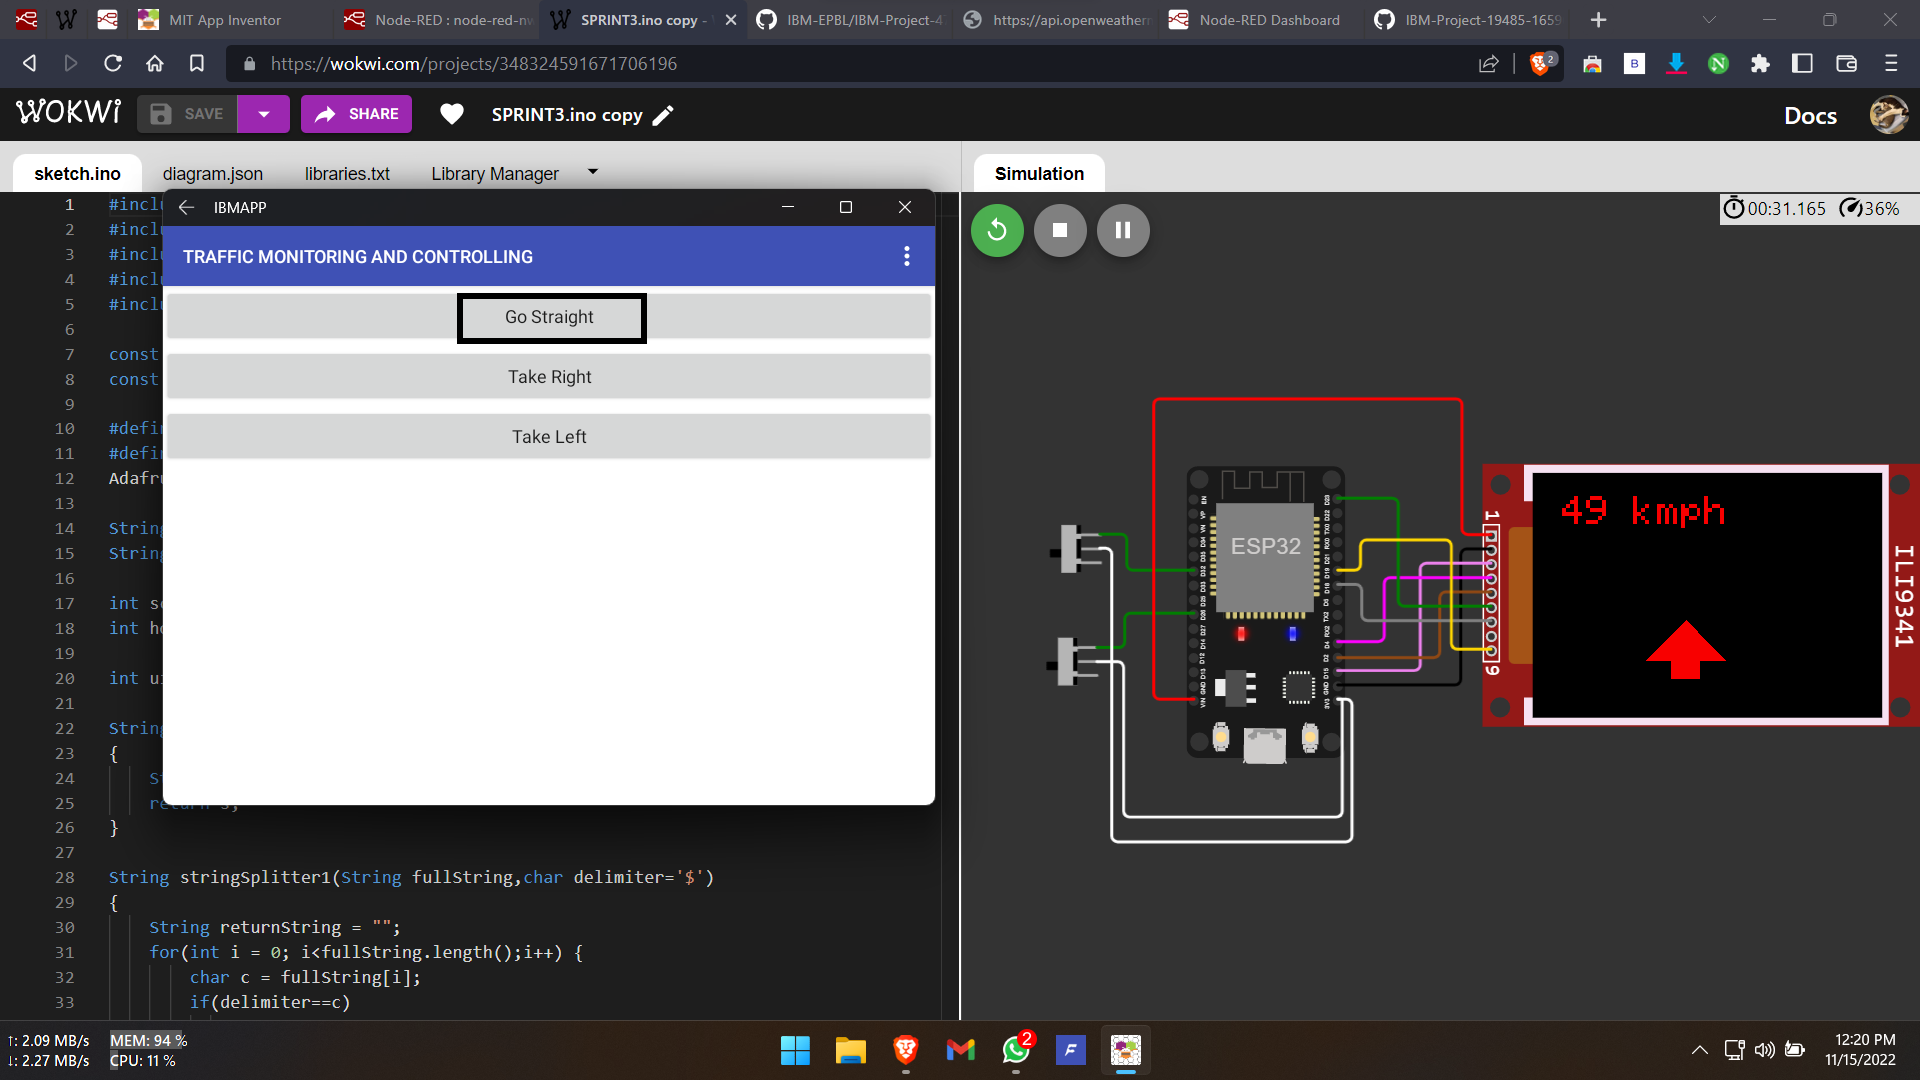 MIT App Inventor
Node-RED : node-red-nw
SPRINT3.ino copy -
IBM-EPBL/IBM-Project-4
https://api.openweather
Node-RED Dashboard
IBM-Project-19485-1659
https://wokwi.com/projects/348324591671706196
2
B
N
WOKWi
SAVE
SHARE
SPRINT3.ino copy
Docs
sketch.ino
diagram.json
libraries.txt
Library Manager
Simulation
IBMAPP
TRAFFIC MONITORING AND CONTROLLING
Go Straight
Take Right
Take Left
1 #incl
2 #incl
3 #incl
4 #incl
5 #incl
6
7 const
8 const
9
10 #defi
11 #defi
12 Adafr
13
14 String
15 String
16
17 int s
18 int h
19
20 int u
21
22 String
23 {
24 St
25 return s;
26 }
27
28 String stringSplitter1(String fullString,char delimiter='$')
29 {
30 String returnString = "";
31 for(int i = 0; i<fullString.length();i++) {
32 char c = fullString[i];
33 if(delimiter==c)
00:31.165
36%
ESP32
1
9
49 kmph
ILI9341
↑: 2.09 MB/s
↓: 2.27 MB/s
MEM: 94 %
CPU: 11 %
2
F
12:20 PM
11/15/2022